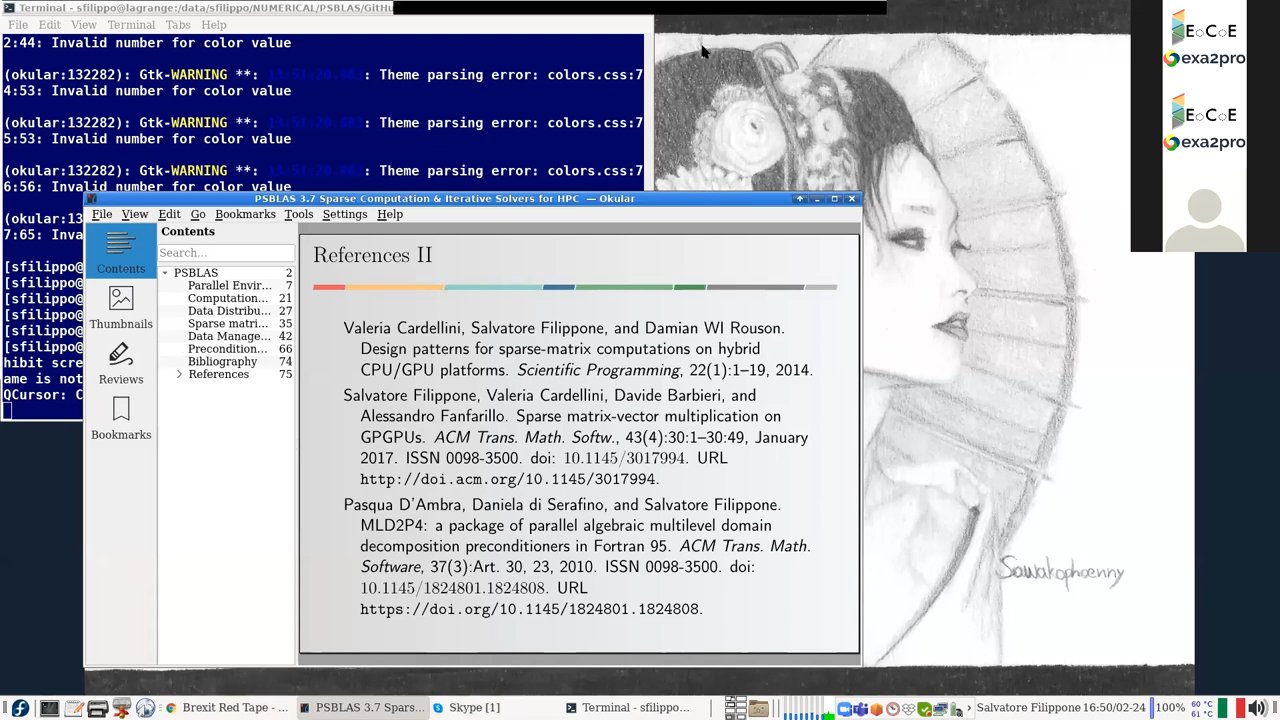 Terminal - sfilippo@lagrange:/data/sfilippo/NUMERICAL/PSBLAS/GitHu
File Edit View Terminal Tabs Help
2:44: Invalid number for color value
(okular:132282): Gtk-WARNING **: 16:51:20.883: Theme parsing error: colors.css:7
4:53: Invalid number for color value
(okular:132282): Gtk-WARNING **: : Theme parsing error: colors.css:7
5:53: Invalid number for color value
(okular:132282): Gtk-WARNING **: : Theme parsing error: colors.css:7
6:56: Invalid number for color value
(ok
7:65: Inva
[sfilippo@
[sfilippo@
[sfilippo@
[sfilippo@
[sfilippo@
[sfilippo@
hibit scre
ame is not
QCursor: C
PSBLAS 3.7 Sparse Computation & Iterative Solvers for HPC — Okular
File View Edit Go Bookmarks Tools Settings Help
Contents
Thumbnails
Reviews
Bookmarks
Contents
Search...
PSBLAS 2
Parallel Envir... 7
Computation... 21
Data Distribu... 27
Sparse matri... 35
Data Manage... 42
Precondition... 66
Bibliography 74
References 75
References II
Valeria Cardellini, Salvatore Filippone, and Damian WI Rouson.
Design patterns for sparse-matrix computations on hybrid
CPU/GPU platforms. Scientific Programming, 22(1):1–19, 2014.
Salvatore Filippone, Valeria Cardellini, Davide Barbieri, and
Alessandro Fanfarillo. Sparse matrix-vector multiplication on
GPGPUs. ACM Trans. Math. Softw., 43(4):30:1–30:49, January
2017. ISSN 0098-3500. doi: 10.1145/3017994. URL
http://doi.acm.org/10.1145/3017994.
Pasqua D'Ambra, Daniela di Serafino, and Salvatore Filippone.
MLD2P4: a package of parallel algebraic multilevel domain
decomposition preconditioners in Fortran 95. ACM Trans. Math.
Software, 37(3):Art. 30, 23, 2010. ISSN 0098-3500. doi:
10.1145/1824801.1824808. URL
https://doi.org/10.1145/1824801.1824808.
EoCoE
exa2pro
EoCoE
exa2pro
Sawakophoenny
Brexit Red Tape - ...
PSBLAS 3.7 Spars...
Skype [1]
Terminal - sfilippo...
Salvatore Filippone 16:50/02-24
100%
60 °C
61 °C